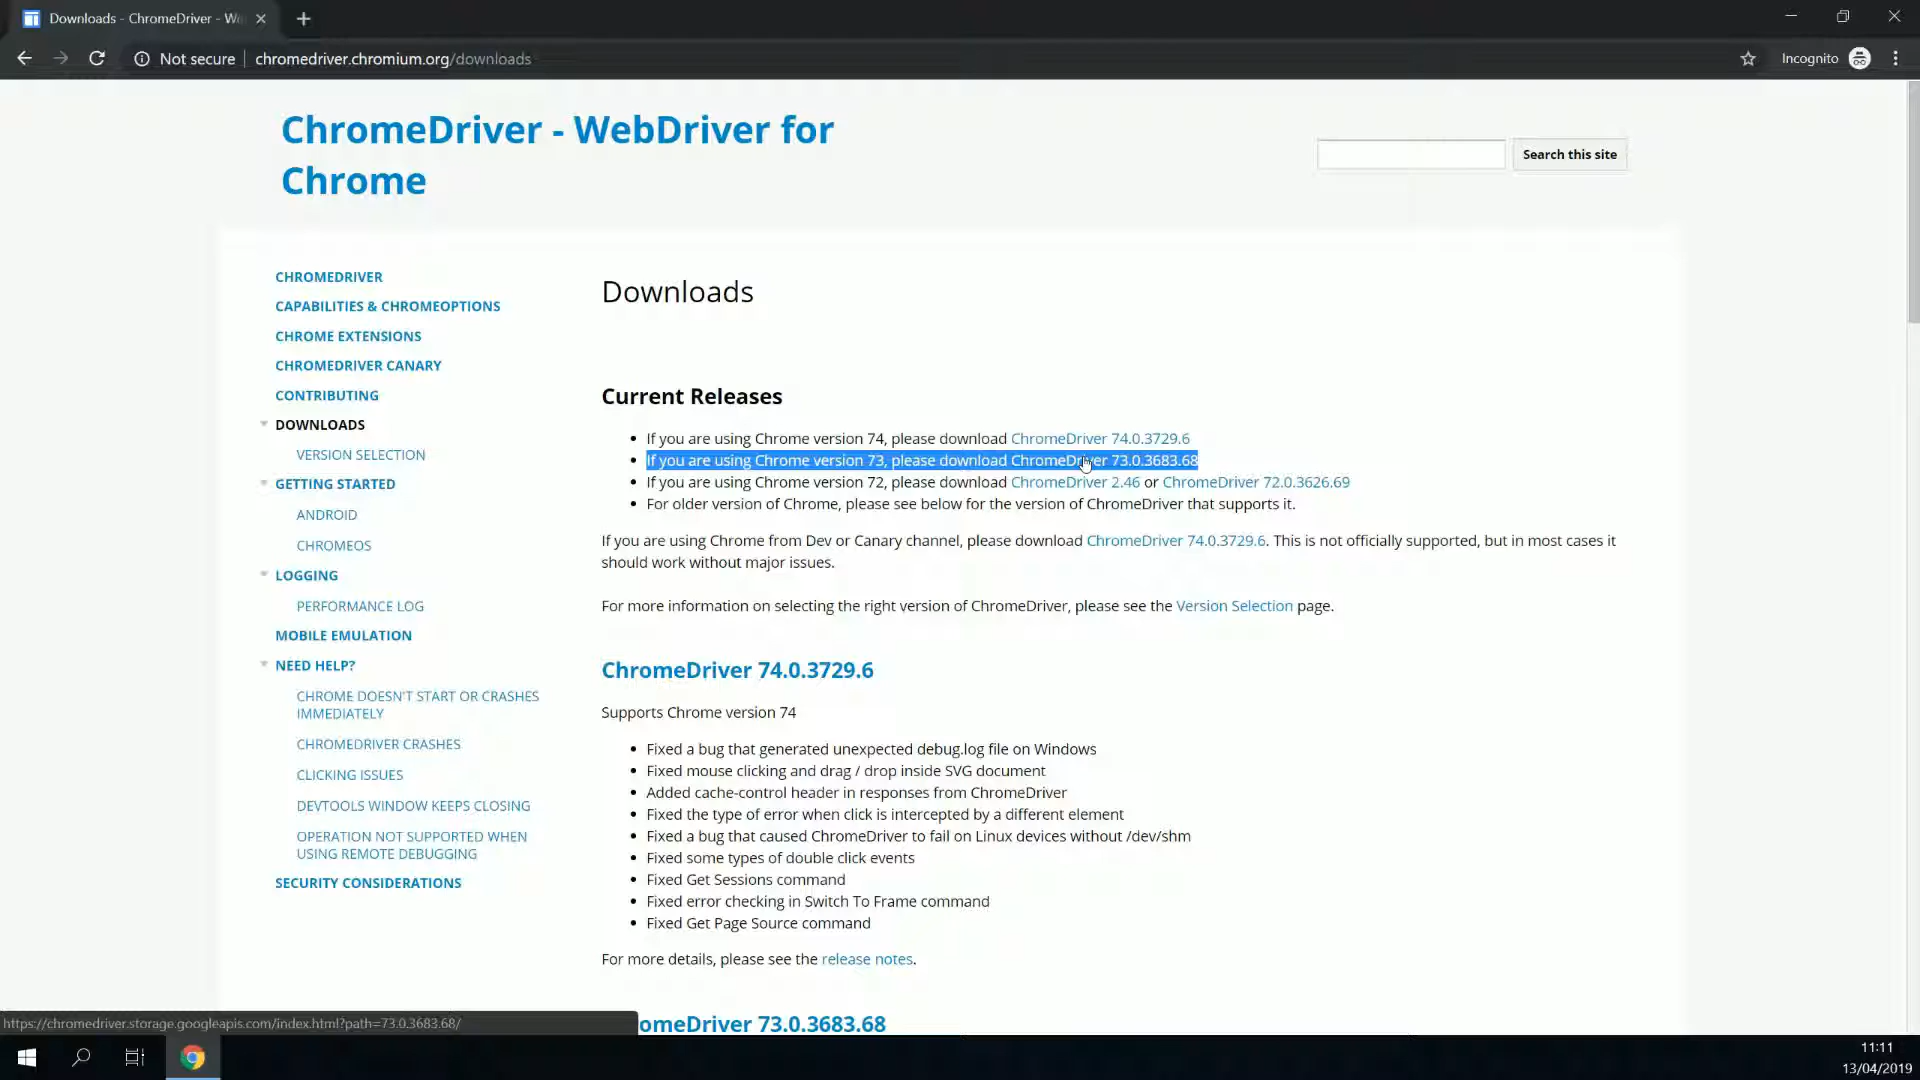 Downloads - ChromeDriver - We
Not secure
chromedriver.chromium.org/downloads
Incognito
ChromeDriver - WebDriver for
Chrome
Search this site
CHROMEDRIVER
CAPABILITIES & CHROMEOPTIONS
CHROME EXTENSIONS
CHROMEDRIVER CANARY
CONTRIBUTING
DOWNLOADS
VERSION SELECTION
GETTING STARTED
ANDROID
CHROMEOS
LOGGING
PERFORMANCE LOG
MOBILE EMULATION
NEED HELP?
CHROME DOESN'T START OR CRASHES
IMMEDIATELY
CHROMEDRIVER CRASHES
CLICKING ISSUES
DEVTOOLS WINDOW KEEPS CLOSING
OPERATION NOT SUPPORTED WHEN
USING REMOTE DEBUGGING
SECURITY CONSIDERATIONS
Downloads
Current Releases
If you are using Chrome version 74, please download ChromeDriver 74.0.3729.6
If you are using Chrome version 73, please download ChromeDriver 73.0.3683.68
If you are using Chrome version 72, please download ChromeDriver 2.46 or ChromeDriver 72.0.3626.69
For older version of Chrome, please see below for the version of ChromeDriver that supports it.
If you are using Chrome from Dev or Canary channel, please download ChromeDriver 74.0.3729.6. This is not officially supported, but in most cases it
should work without major issues.
For more information on selecting the right version of ChromeDriver, please see the Version Selection page.
ChromeDriver 74.0.3729.6
Supports Chrome version 74
Fixed a bug that generated unexpected debug.log file on Windows
Fixed mouse clicking and drag / drop inside SVG document
Added cache-control header in responses from ChromeDriver
Fixed the type of error when click is intercepted by a different element
Fixed a bug that caused ChromeDriver to fail on Linux devices without /dev/shm
Fixed some types of double click events
Fixed Get Sessions command
Fixed error checking in Switch To Frame command
Fixed Get Page Source command
For more details, please see the release notes.
omeDriver 73.0.3683.68
https://chromedriver.storage.googleapis.com/index.html?path=73.0.3683.68/
11:11
13/04/2019